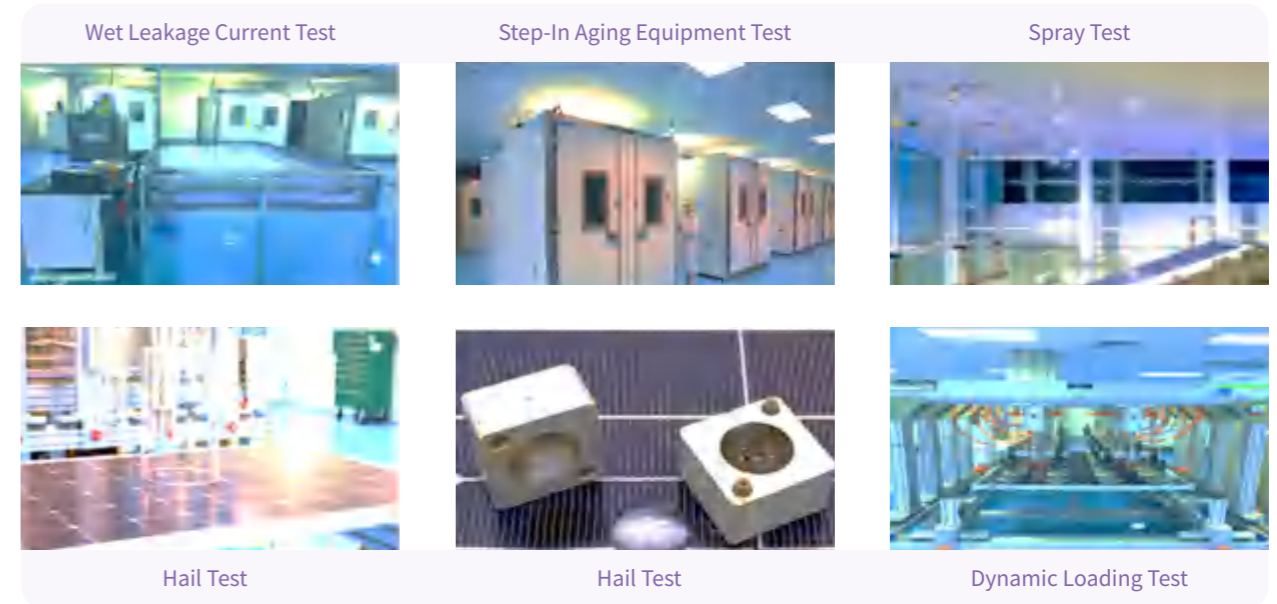 Wet Leakage Current Test
Step-In Aging Equipment Test
Spray Test
Hail Test
Hail Test
Dynamic Loading Test